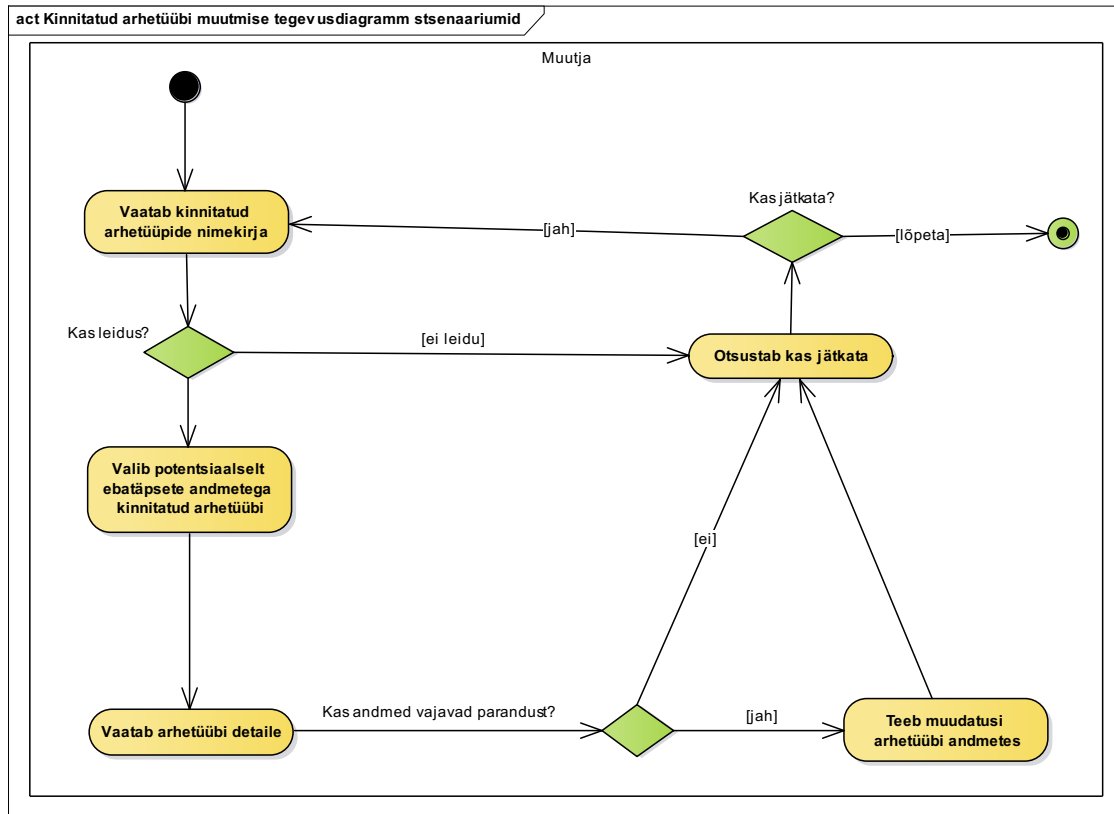 act Kinnitatud arhetüübi muutmise tegevusdiagramm stsenaariumid
Muutja
Vaatab kinnitatud
arhetüüpide nimekirja
Kas jätkata?
[jah]
[lõpeta]
Kas leidus?
[ei leidu]
Otsustab kas jätkata
Valib potentsiaalselt
ebatäpsete andmetega
kinnitatud arhetüübi
[ei]
Vaatab arhetüübi detaile
Kas andmed vajavad parandust?
[jah]
Teeb muudatusi
arhetüübi andmetes